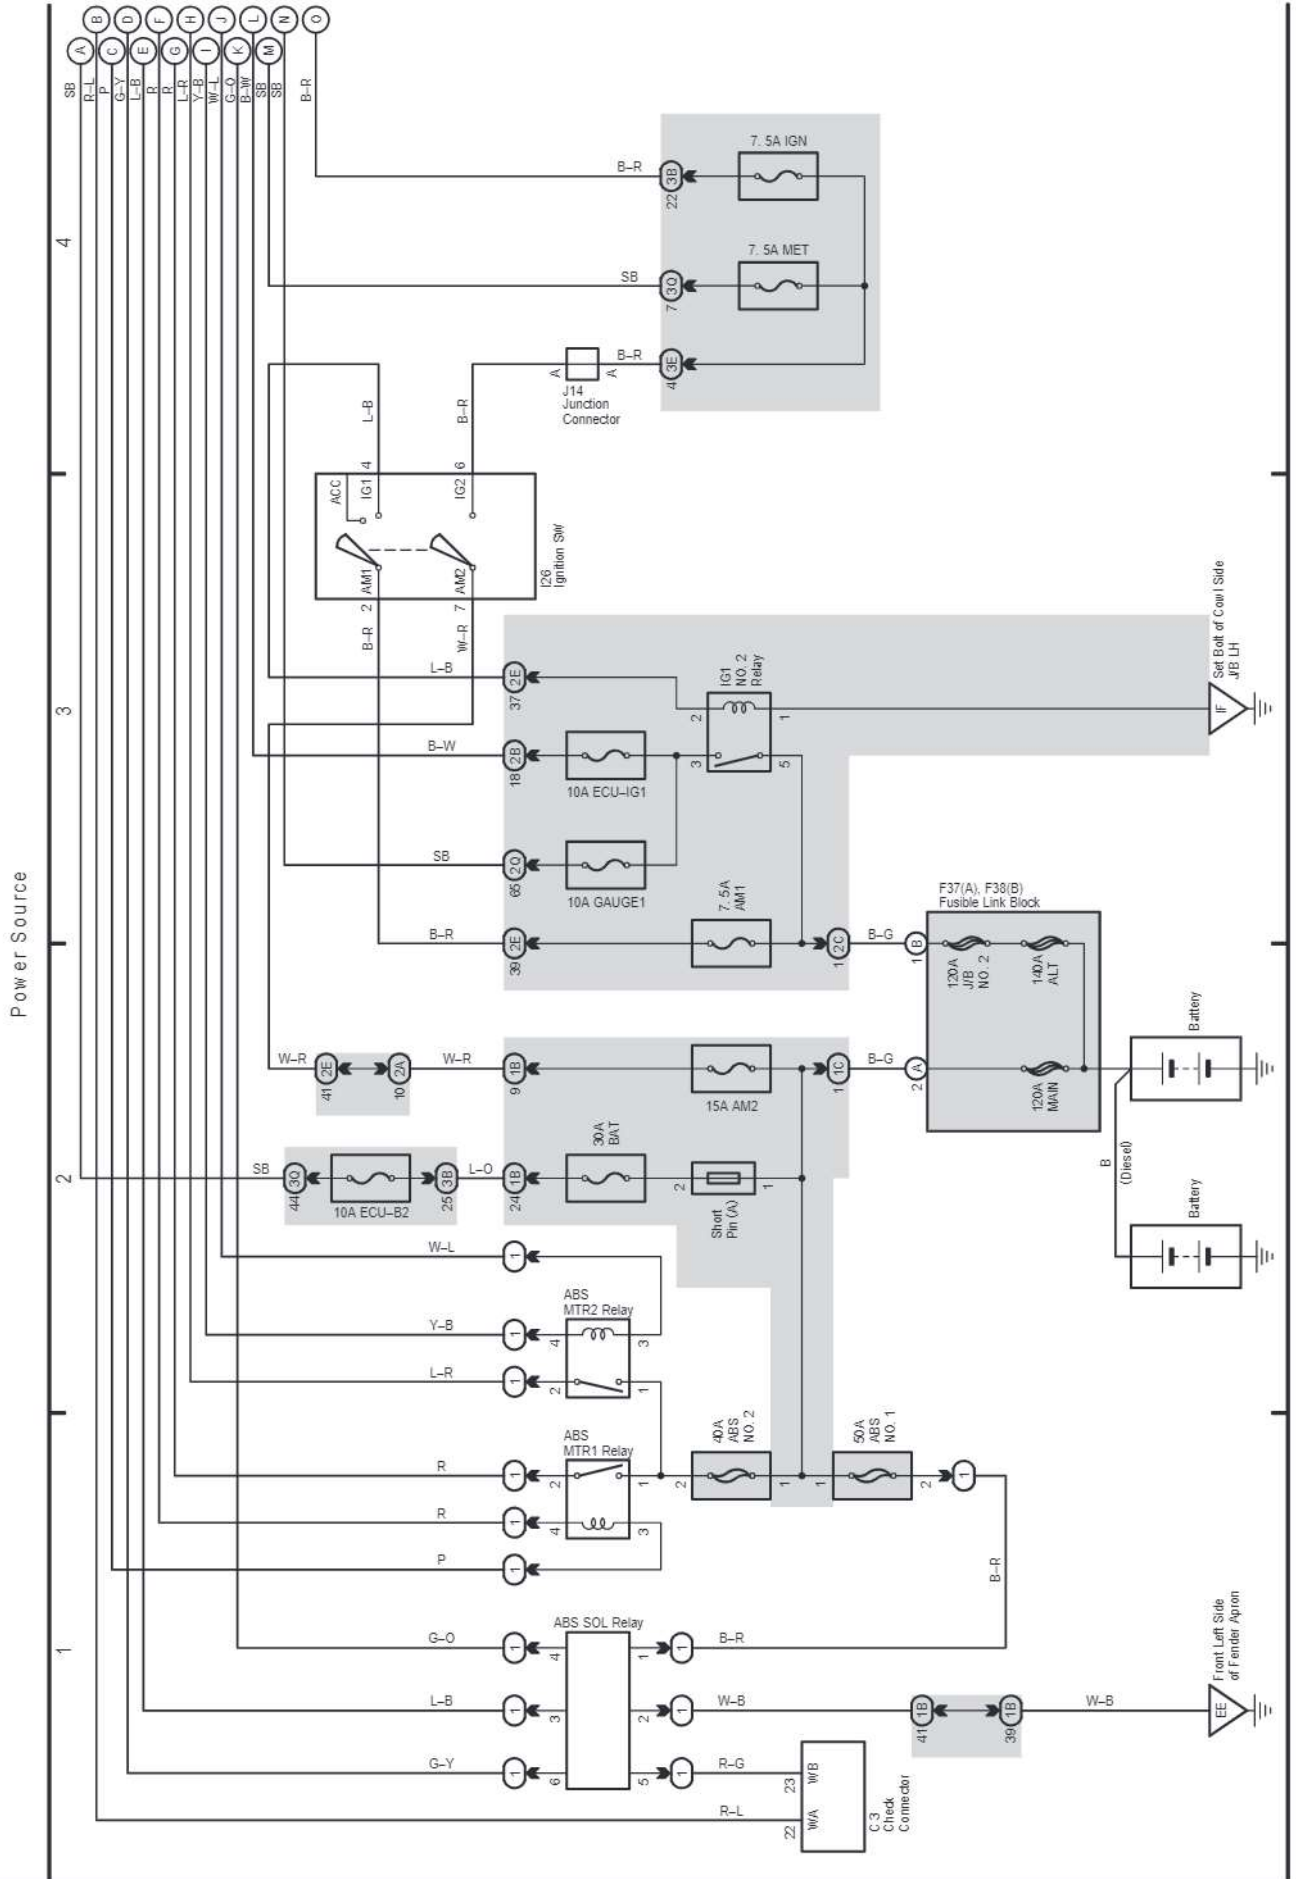 Power Source
1
2
3
4
A
B
C
D
E
F
G
H
I
J
K
L
M
N
O
SB
R–L
P
G–Y
L–B
R
R
L–R
Y–B
W–L
G–O
B–W
SB
SB
B–R
B–R
22
3B
7. 5A IGN
SB
7
3Q
7. 5A MET
B–R
4
3E
A
A
J14
Junction
Connector
L–B
B–R
4
6
ACC
IG1
IG2
AM1
AM2
2
7
I26
Ignition SW
B–R
W–R
L–B
37
2E
IG1
NO. 2
Relay
2
1
3
5
IF
Set Bolt of Cowl Side
J/B LH
B–W
18
2B
10A ECU–IG1
SB
65
2Q
10A GAUGE1
B–R
39
2E
7. 5A
AM1
1
2C
B–G
1
B
F37(A), F38(B)
Fusible Link Block
120A
J/B
NO. 2
140A
ALT
120A
MAIN
Battery
W–R
41
2E
10
2A
W–R
9
1B
15A AM2
1
1C
B–G
2
A
SB
44
3Q
10A ECU–B2
25
3B
L–O
24
1B
30A
BAT
2
1
Short
Pin (A)
B
(Diesel)
Battery
W–L
1
ABS
MTR2 Relay
Y–B
1
4
3
L–R
1
2
1
ABS
MTR1 Relay
R
1
2
1
R
1
4
3
P
1
40A
ABS
NO. 2
2
1
50A
ABS
NO. 1
1
2
1
B–R
ABS SOL Relay
G–O
1
4
1
1
B–R
L–B
1
3
2
1
W–B
41
1B
39
1B
W–B
EE
Front Left Side
of Fender Apron
G–Y
1
6
5
1
R–G
23
WB
R–L
22
WA
C 3
Check
Connector